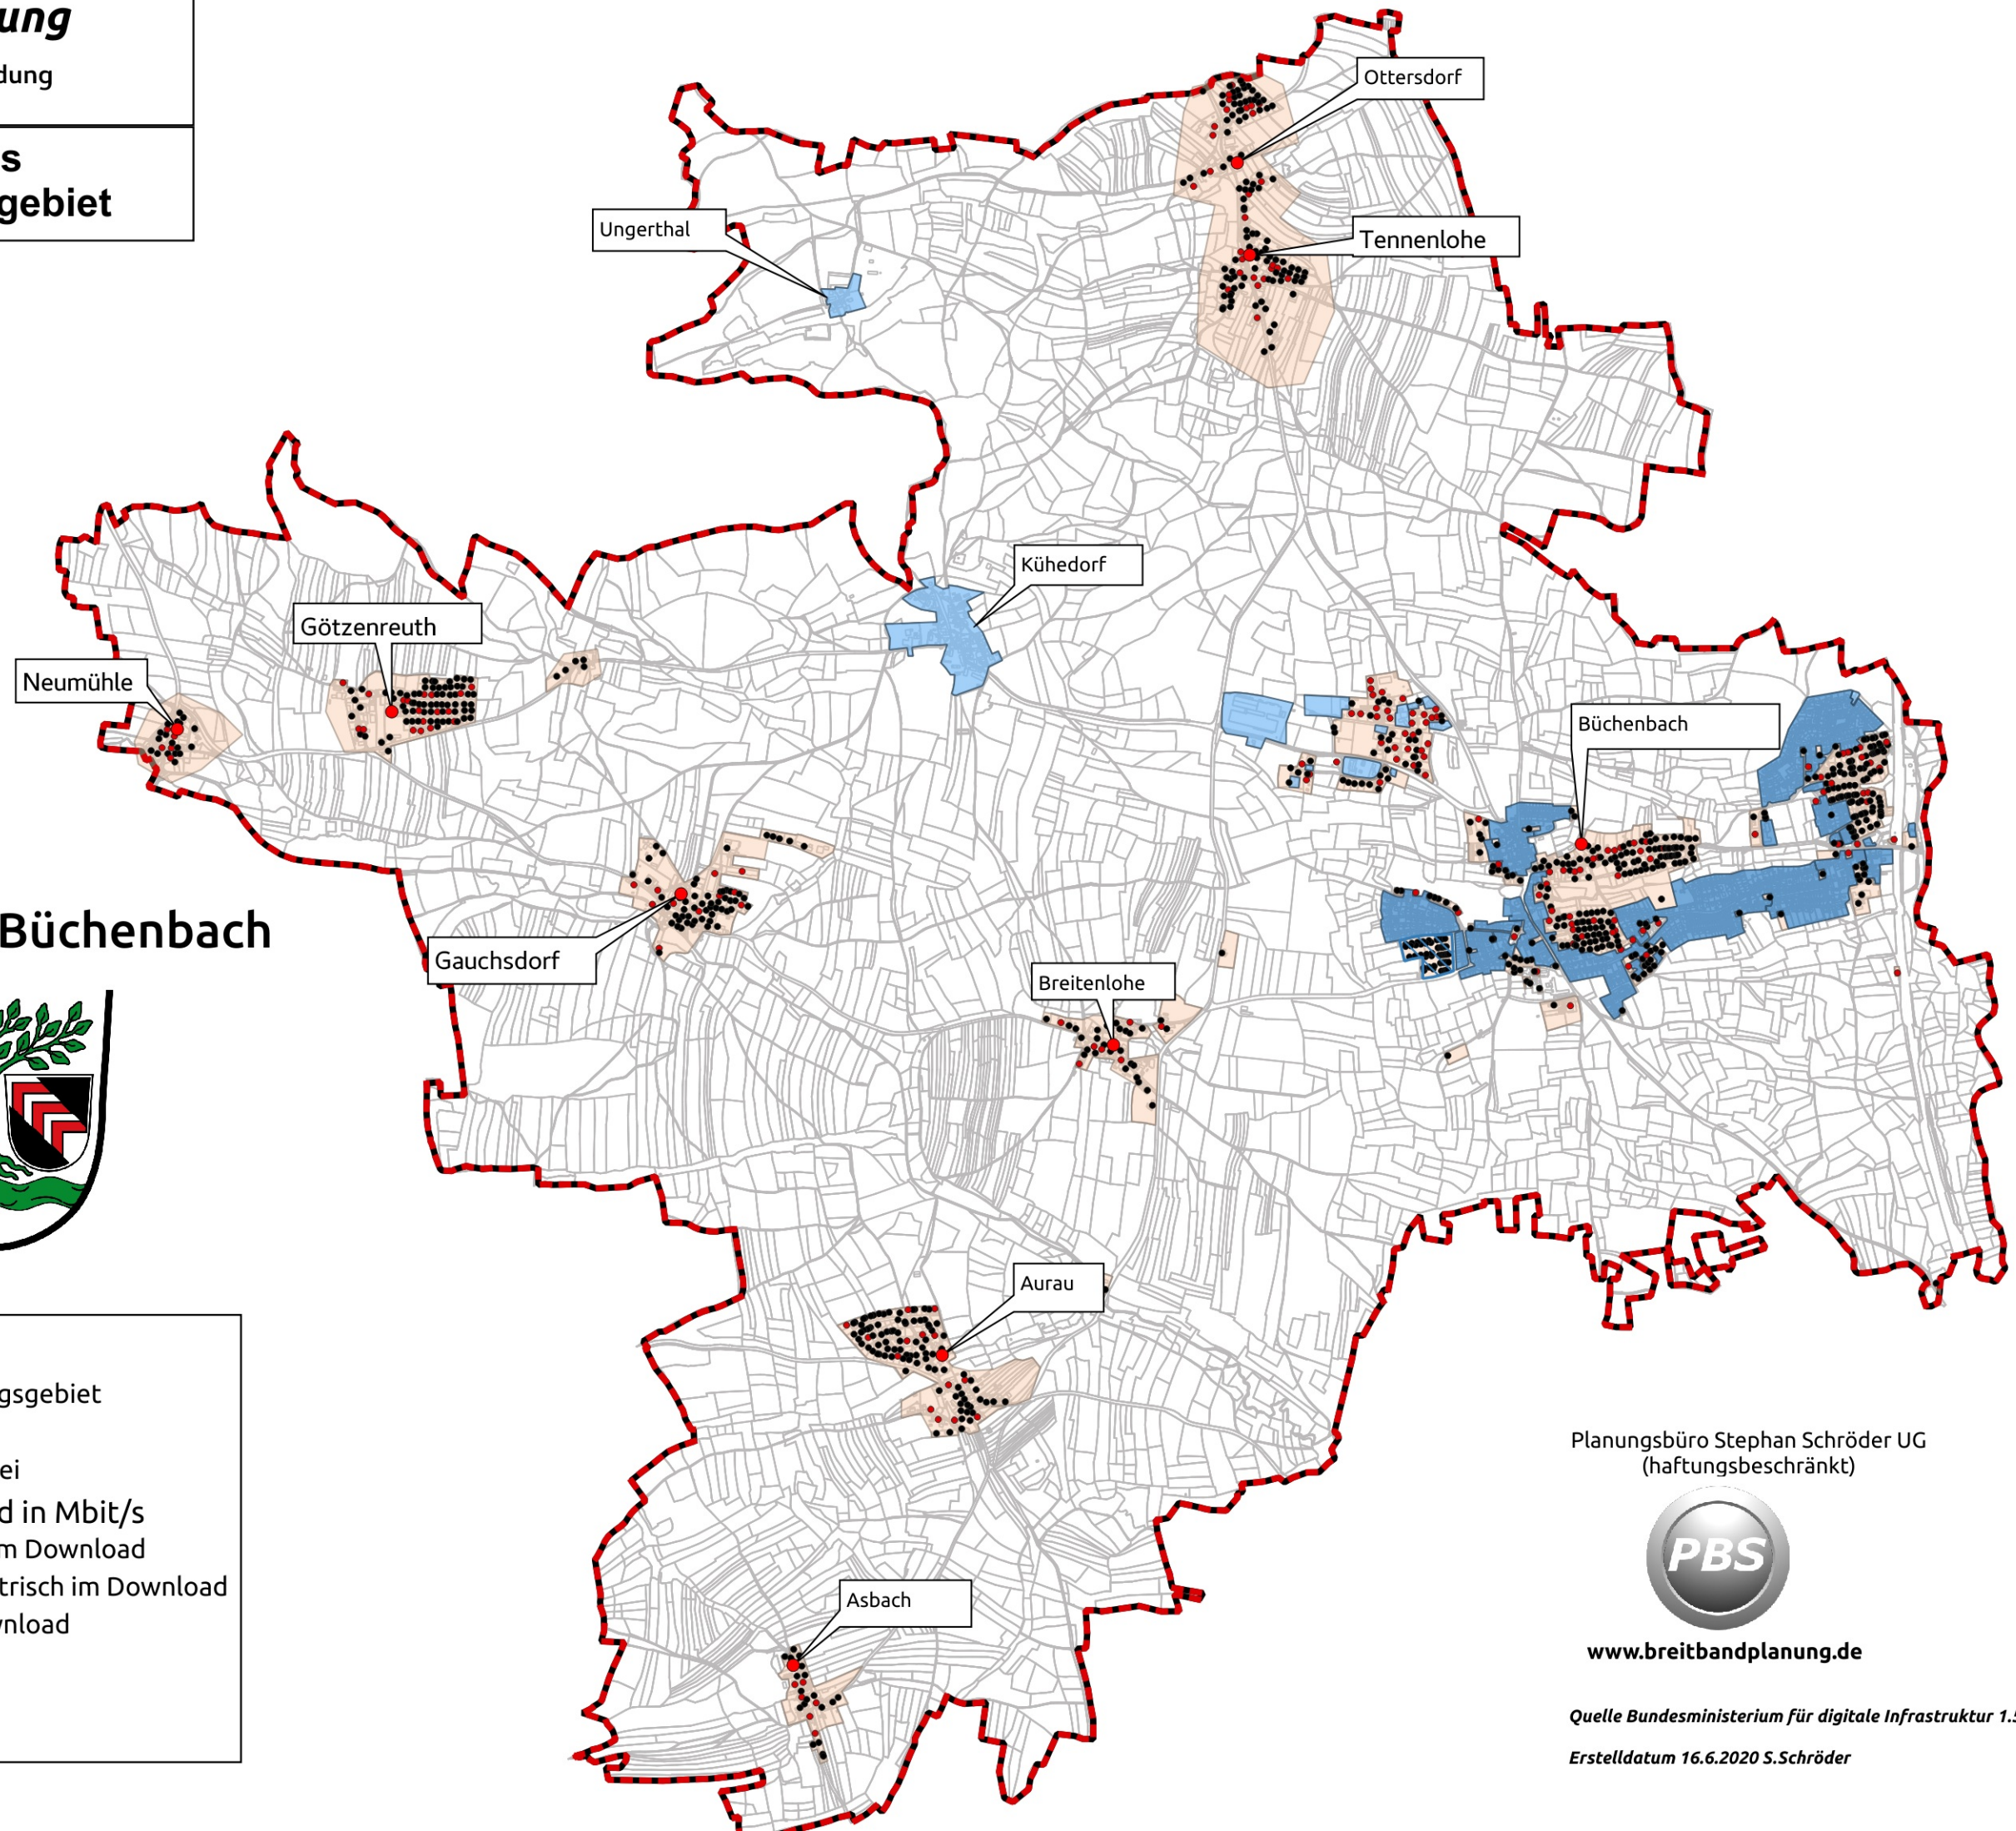 ung
dung
s
gebiet
Ottersdorf
Ungerthal
Tennenlohe
Kühedorf
Götzenreuth
Neumühle
Büchenbach
Büchenbach
Gauchsdorf
Breitenlohe
Aurau
gsgebiet
ei
d in Mbit/s
m Download
trisch im Download
nload
Asbach
Planungsbüro Stephan Schröder UG
(haftungsbeschränkt)
PBS
www.breitbandplanung.de
Quelle Bundesministerium für digitale Infrastruktur 1.5
Erstelldatum 16.6.2020 S.Schröder